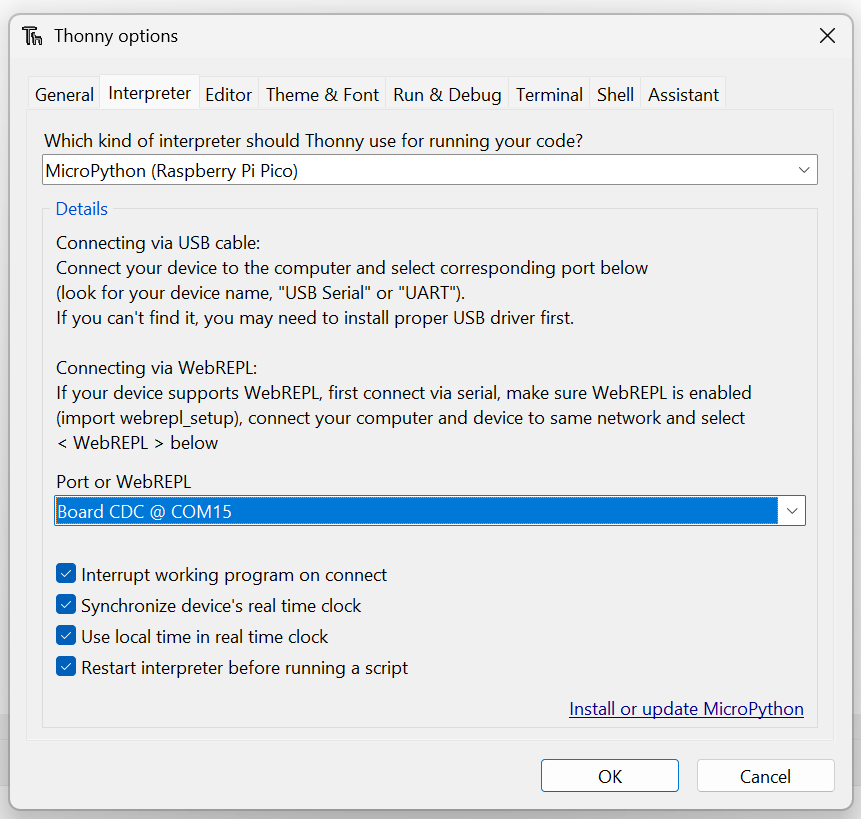 Thonny options
General Interpreter Editor Theme & Font Run & Debug Terminal Shell Assistant
Which kind of interpreter should Thonny use for running your code?
MicroPython (Raspberry Pi Pico)
Details
Connecting via USB cable:
Connect your device to the computer and select corresponding port below
(look for your device name, "USB Serial" or "UART").
If you can't find it, you may need to install proper USB driver first.
Connecting via WebREPL:
If your device supports WebREPL, first connect via serial, make sure WebREPL is enabled
(import webrepl_setup), connect your computer and device to same network and select
< WebREPL > below
Port or WebREPL
Board CDC @ COM15
Interrupt working program on connect
Synchronize device's real time clock
Use local time in real time clock
Restart interpreter before running a script
Install or update MicroPython
OK Cancel